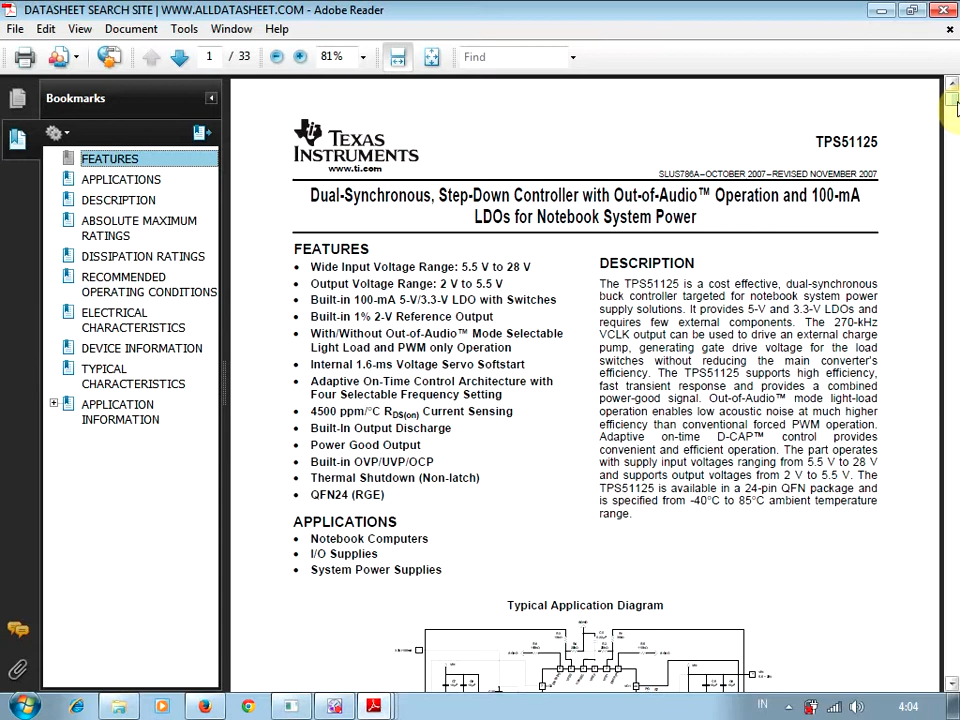 DATASHEET SEARCH SITE | WWW.ALLDATASHEET.COM - Adobe Reader
File Edit View Document Tools Window Help
1 / 33 81% Find
Bookmarks
FEATURES
APPLICATIONS
DESCRIPTION
ABSOLUTE MAXIMUM
RATINGS
DISSIPATION RATINGS
RECOMMENDED
OPERATING CONDITIONS
ELECTRICAL
CHARACTERISTICS
DEVICE INFORMATION
TYPICAL
CHARACTERISTICS
APPLICATION
INFORMATION
TEXAS
INSTRUMENTS
www.ti.com
TPS51125
SLUS786A–OCTOBER 2007–REVISED NOVEMBER 2007
Dual-Synchronous, Step-Down Controller with Out-of-Audio™ Operation and 100-mA
LDOs for Notebook System Power
FEATURES
• Wide Input Voltage Range: 5.5 V to 28 V
• Output Voltage Range: 2 V to 5.5 V
• Built-in 100-mA 5-V/3.3-V LDO with Switches
• Built-in 1% 2-V Reference Output
• With/Without Out-of-Audio™ Mode Selectable
Light Load and PWM only Operation
• Internal 1.6-ms Voltage Servo Softstart
• Adaptive On-Time Control Architecture with
Four Selectable Frequency Setting
• 4500 ppm/°C RDS(on) Current Sensing
• Built-In Output Discharge
• Power Good Output
• Built-in OVP/UVP/OCP
• Thermal Shutdown (Non-latch)
• QFN24 (RGE)
APPLICATIONS
• Notebook Computers
• I/O Supplies
• System Power Supplies
DESCRIPTION
The TPS51125 is a cost effective, dual-synchronous
buck controller targeted for notebook system power
supply solutions. It provides 5-V and 3.3-V LDOs and
requires few external components. The 270-kHz
VCLK output can be used to drive an external charge
pump, generating gate drive voltage for the load
switches without reducing the main converter's
efficiency. The TPS51125 supports high efficiency,
fast transient response and provides a combined
power-good signal. Out-of-Audio™ mode light-load
operation enables low acoustic noise at much higher
efficiency than conventional forced PWM operation.
Adaptive on-time D-CAP™ control provides
convenient and efficient operation. The part operates
with supply input voltages ranging from 5.5 V to 28 V
and supports output voltages from 2 V to 5.5 V. The
TPS51125 is available in a 24-pin QFN package and
is specified from -40°C to 85°C ambient temperature
range.
Typical Application Diagram
IN 4:04